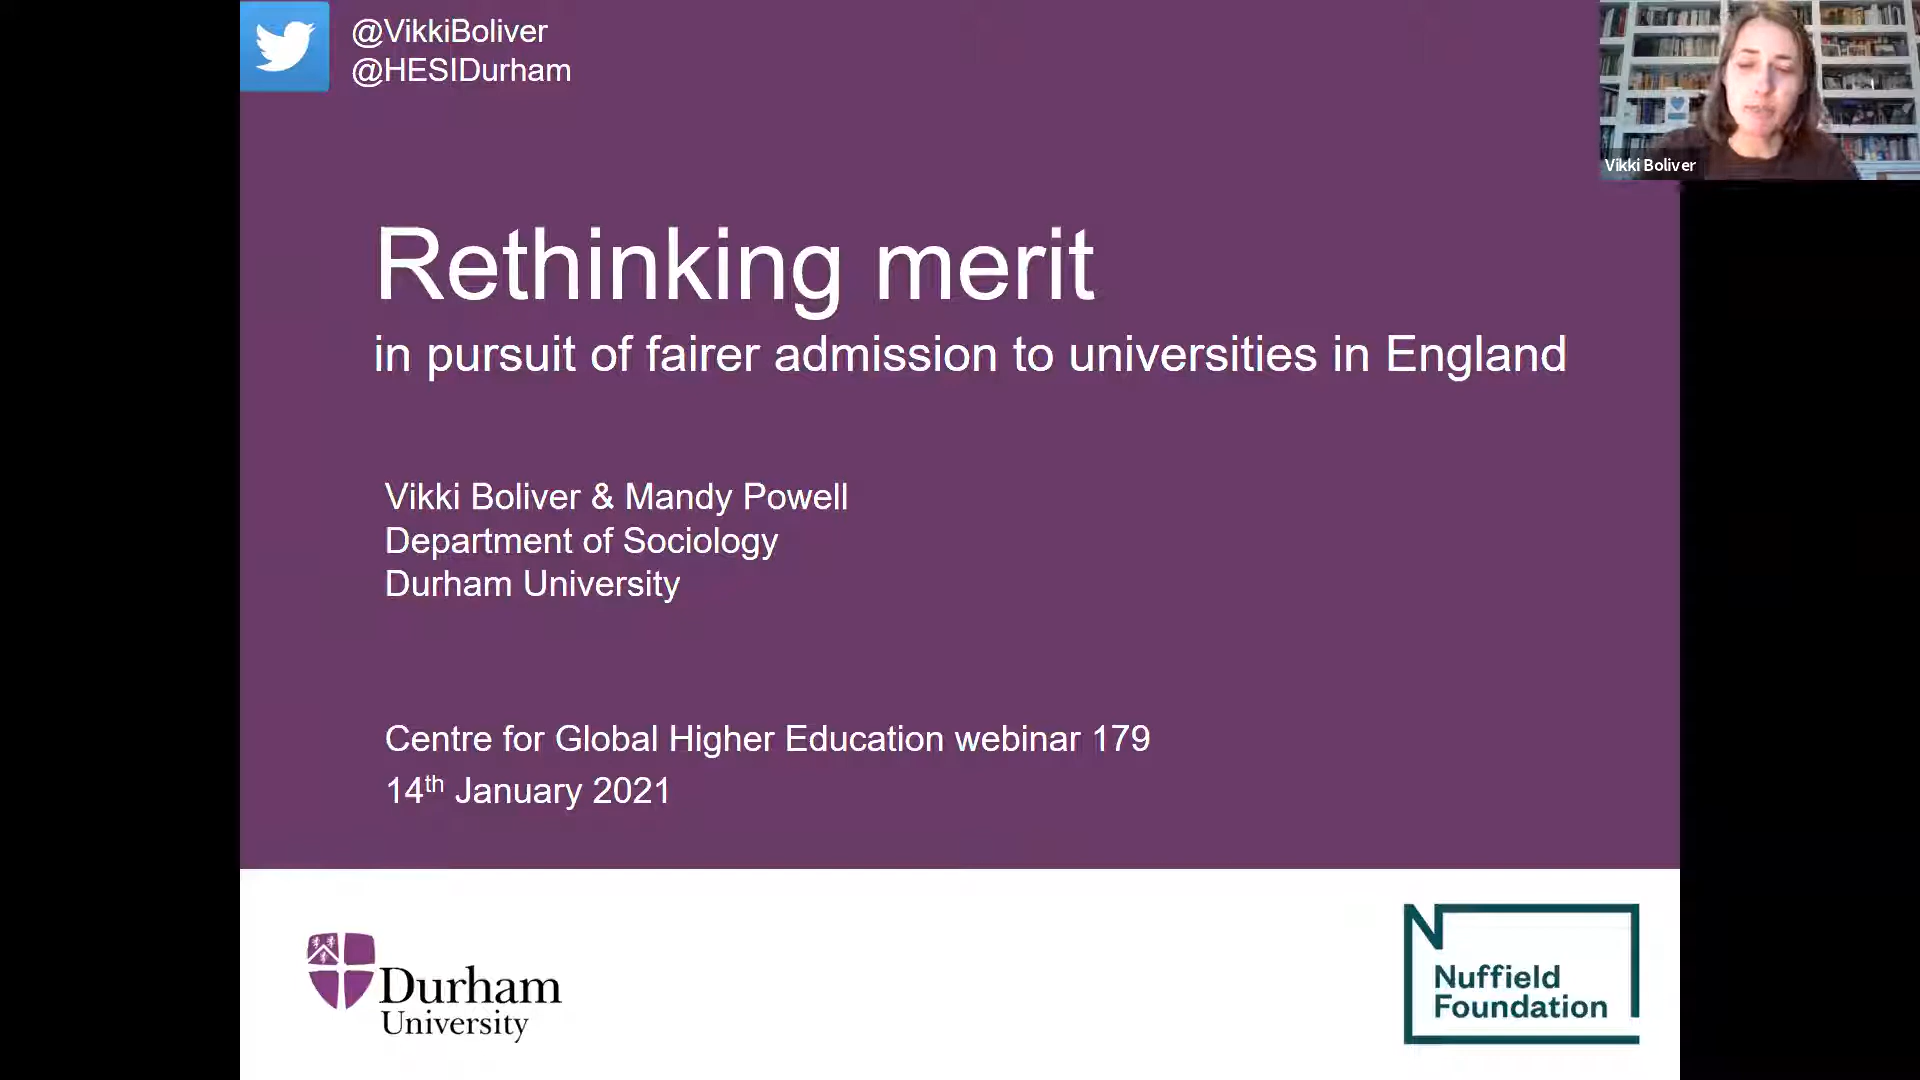 @VikkiBoliver
@HESIDurham
Vikki Boliver
Rethinking merit
in pursuit of fairer admission to universities in England
Vikki Boliver & Mandy Powell
Department of Sociology
Durham University
Centre for Global Higher Education webinar 179
14th January 2021
Durham
University
Nuffield
Foundation